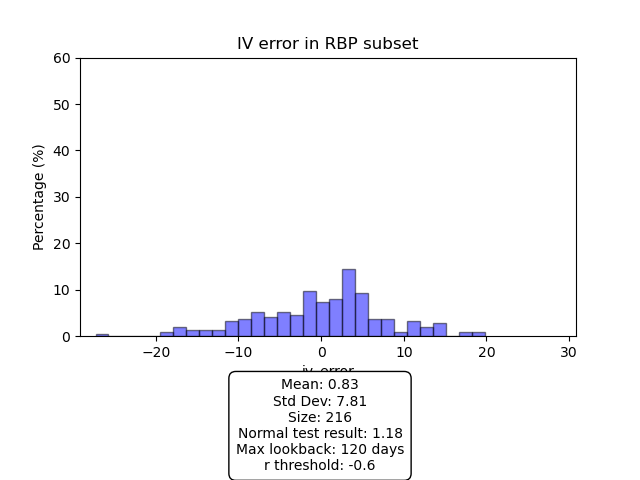 IV error in RBP subset
60
50
40
30
20
10
0
Percentage (%)
−20
−10
0
10
20
30
iv_error
Mean: 0.83
Std Dev: 7.81
Size: 216
Normal test result: 1.18
Max lookback: 120 days
r threshold: -0.6